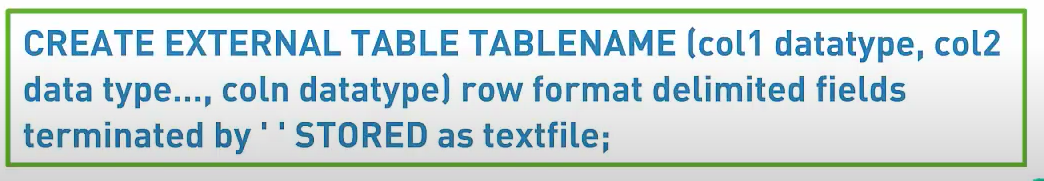 CREATE EXTERNAL TABLE TABLENAME (col1 datatype, col2
data type..., coln datatype) row format delimited fields
terminated by ' ' STORED as textfile;